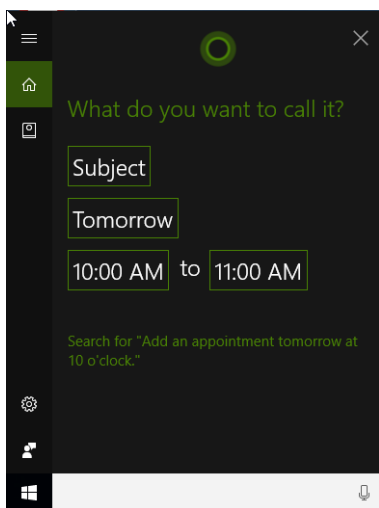 What do you want to call it?
Subject
Tomorrow
10:00 AM to 11:00 AM
Search for "Add an appointment tomorrow at
10 o'clock."